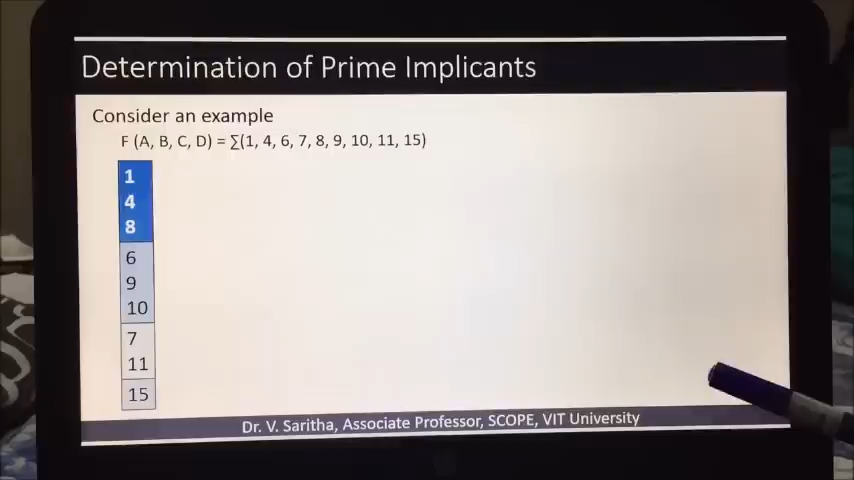 Determination of Prime Implicants
Consider an example
F (A, B, C, D) = ∑(1, 4, 6, 7, 8, 9, 10, 11, 15)
1
4
8
6
9
10
7
11
15
Dr. V. Saritha, Associate Professor, SCOPE, VIT University